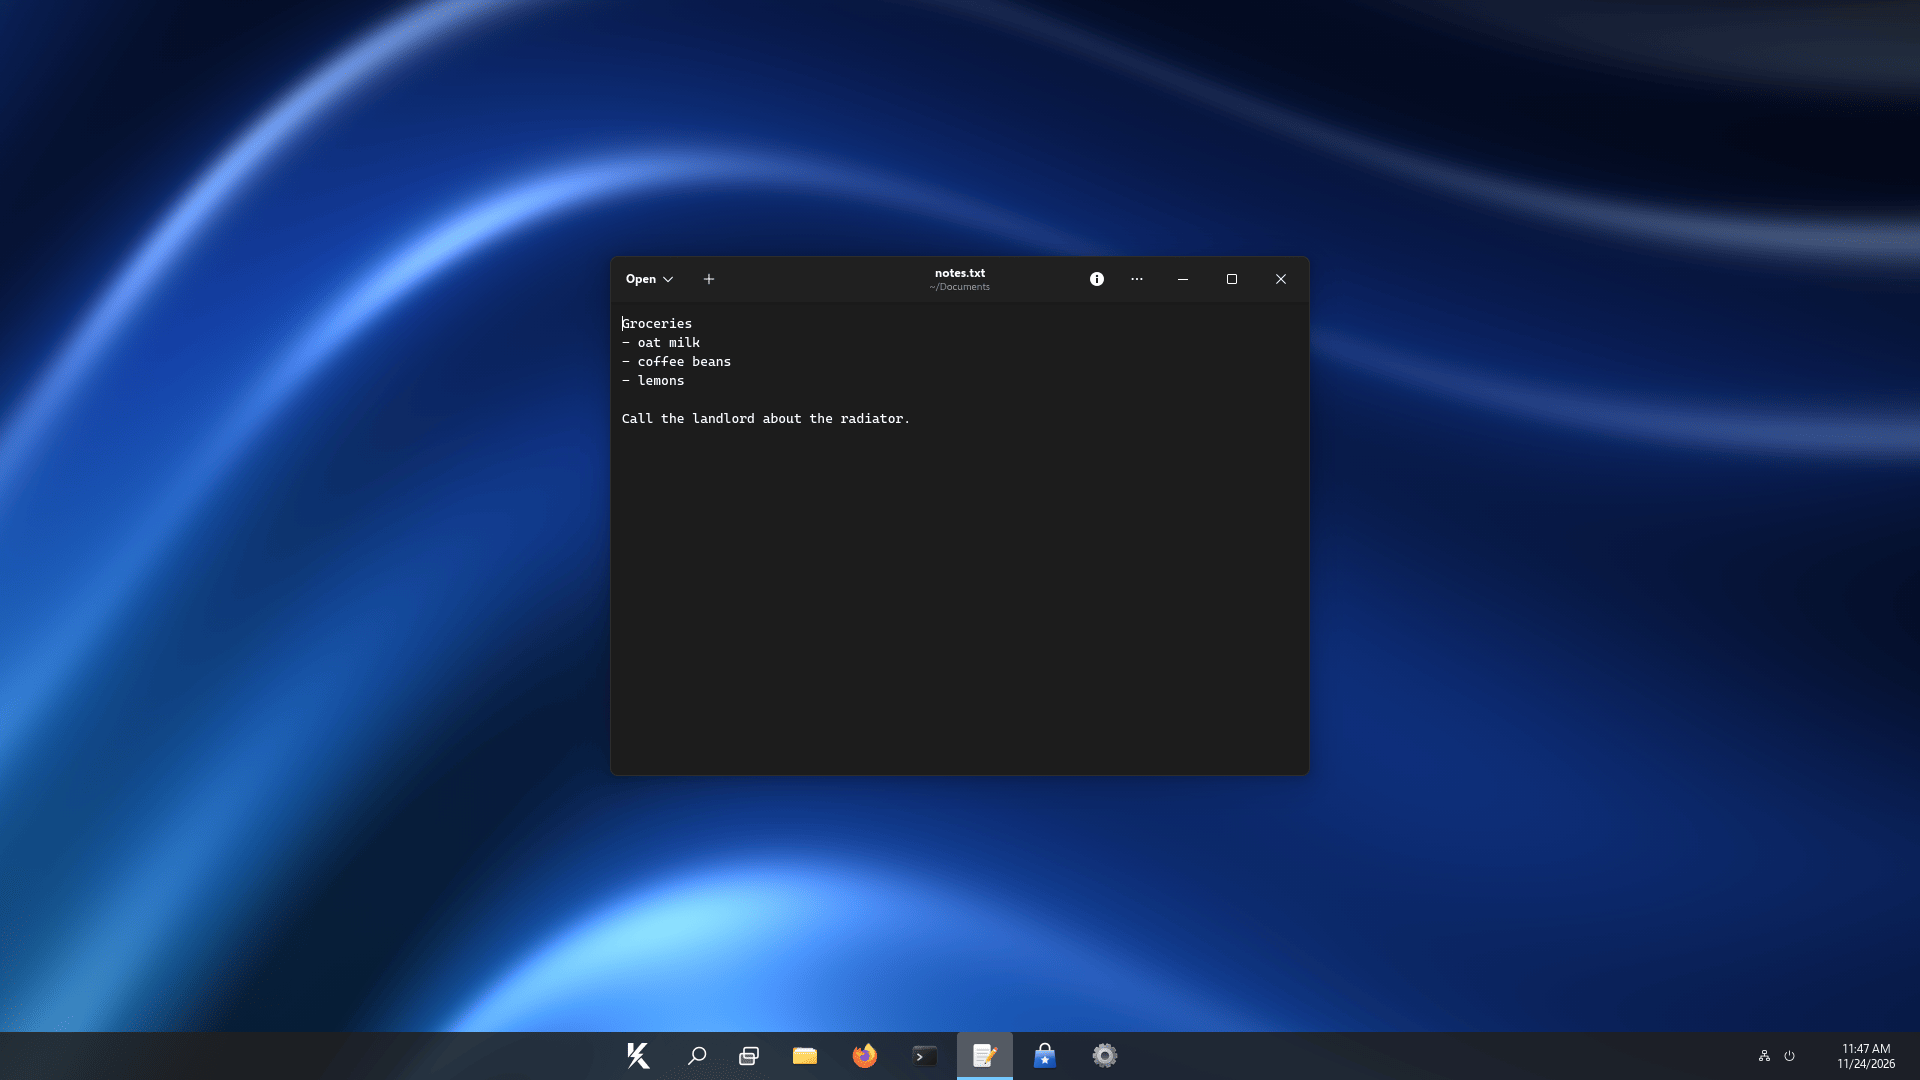 Open
notes.txt
~/Documents
Groceries
- oat milk
- coffee beans
- lemons
Call the landlord about the radiator.
11:47 AM
11/24/2026